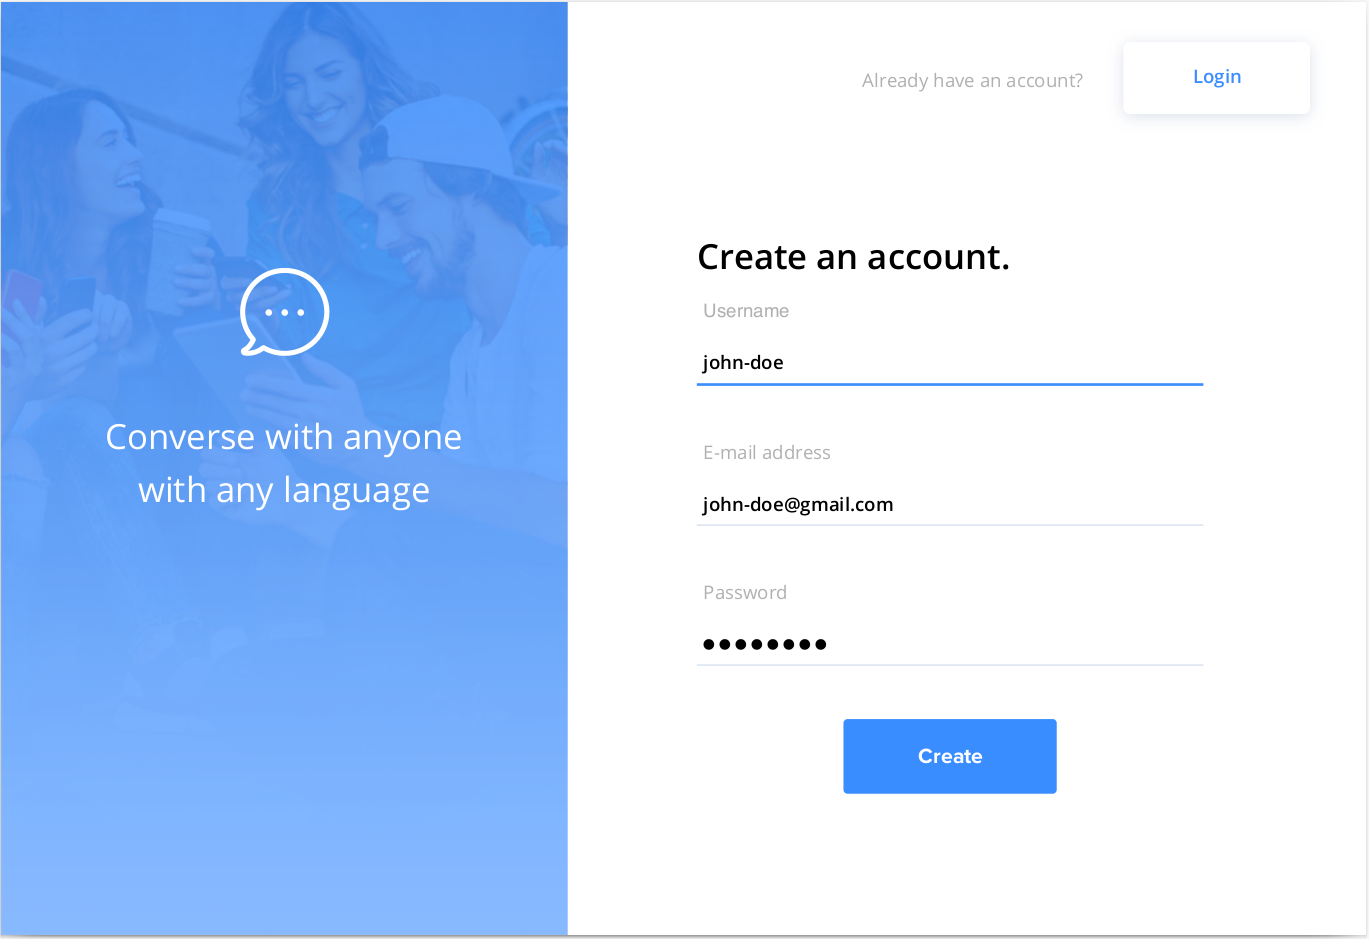 Already have an account?
Login
Converse with anyone
with any language
Create an account.
Username
john-doe
E-mail address
john-doe@gmail.com
Password
Create